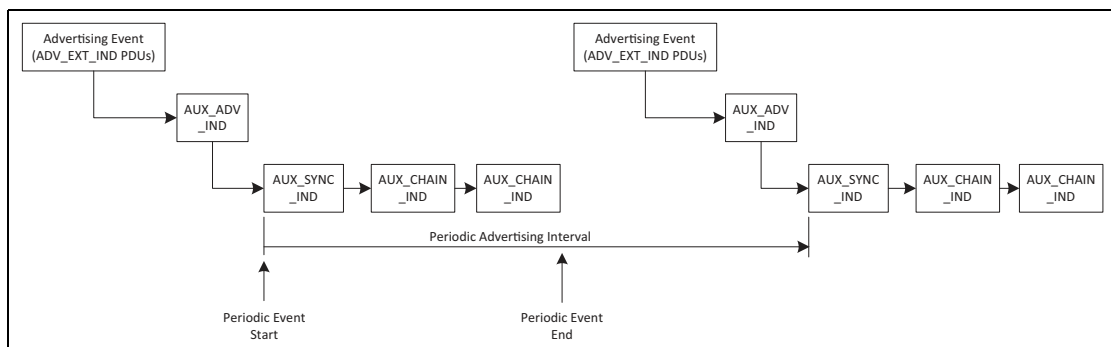 Advertising Event
(ADV_EXT_IND PDUs)
AUX_ADV
_IND
AUX_SYNC
_IND
AUX_CHAIN
_IND
AUX_CHAIN
_IND
Advertising Event
(ADV_EXT_IND PDUs)
AUX_ADV
_IND
AUX_SYNC
_IND
AUX_CHAIN
_IND
AUX_CHAIN
_IND
Periodic Advertising Interval
Periodic Event
Start
Periodic Event
End